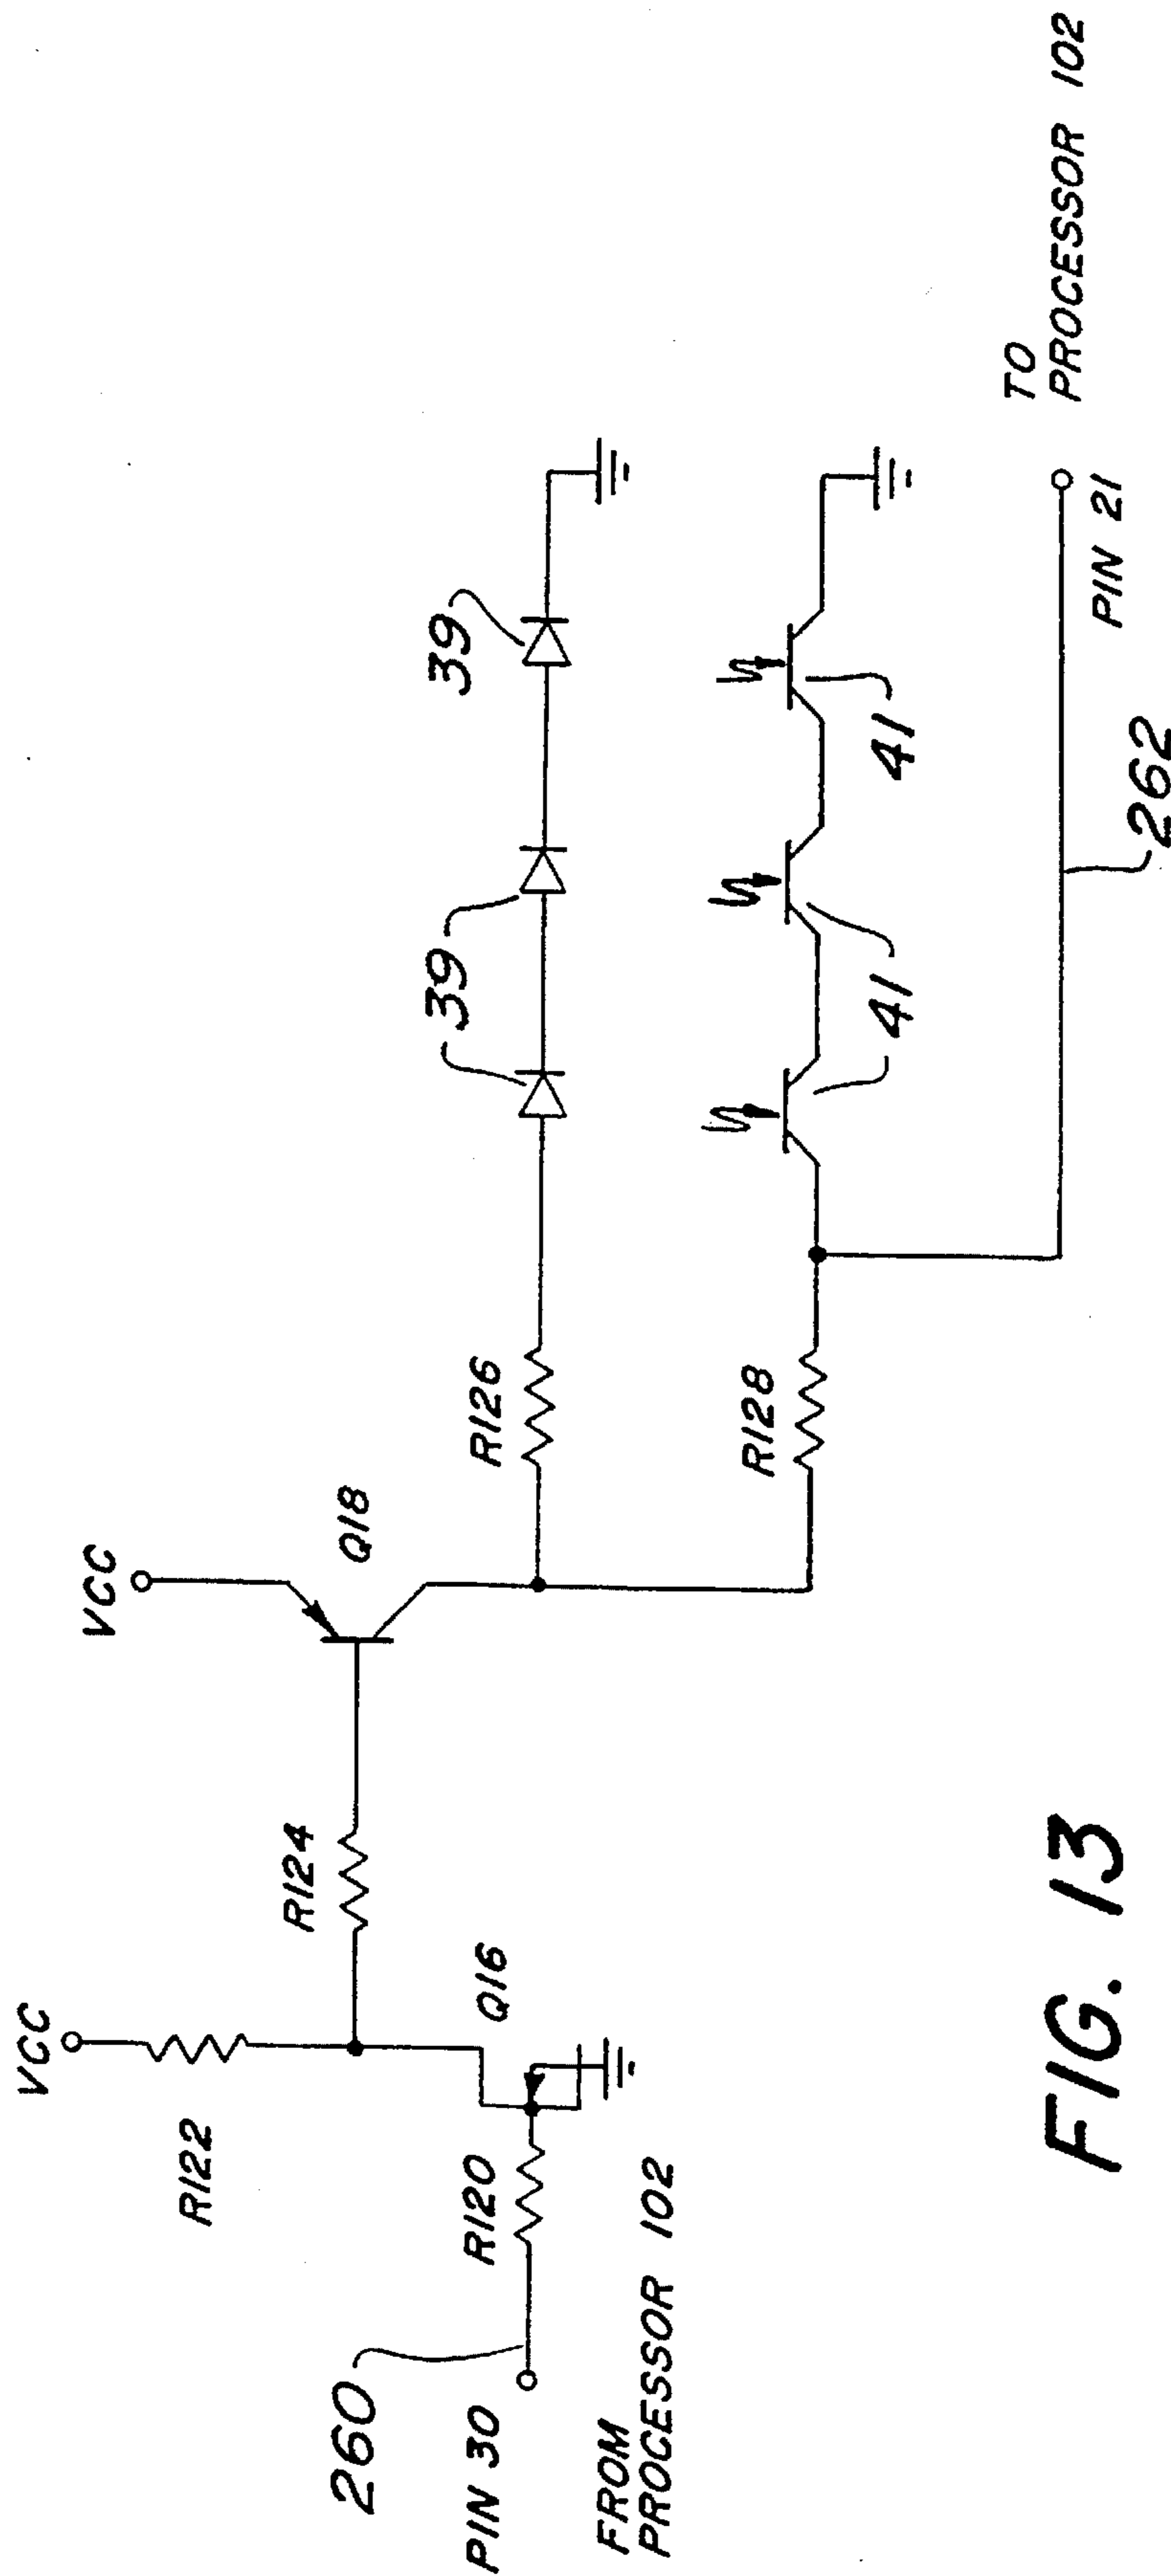 VCC
R122
VCC
R124
Q18
260
PIN 30
R120
Q16
FROM
PROCESSOR 102
R126
39
39
R128
41
41
TO
PROCESSOR 102
PIN 21
262
FIG. 13